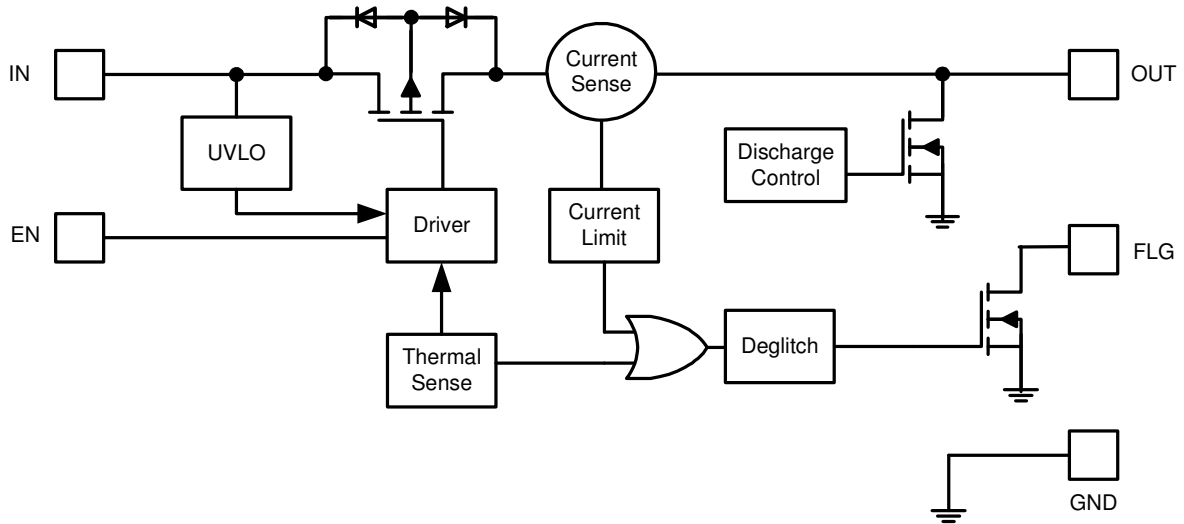 IN
Current
Sense
OUT
UVLO
Discharge
Control
EN
Driver
Current
Limit
FLG
Thermal
Sense
Deglitch
GND